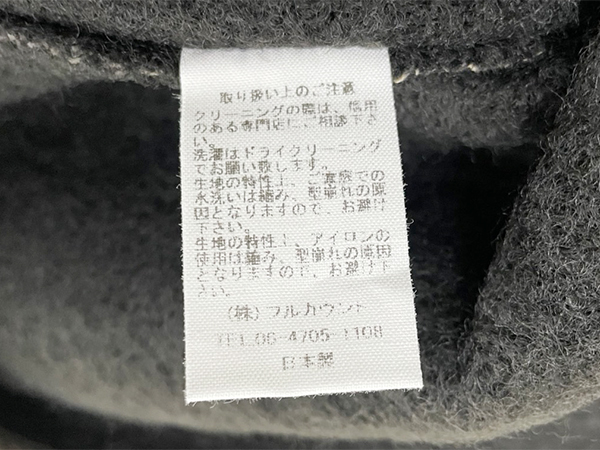 取り扱い上のご注意
クリーニングの際は、信用
のある専門店にご相談下さ
い。
洗濯はドライクリーニング
でお願い致します。
生地の特性上、ご家庭での
水洗いは縮み、型崩れの原
因となりますので、お避け
下さい。
生地の特性上、アイロンの
使用は縮み、型崩れの原因
となりますので、お避け下
さい。
(株)フルカウント
TEL.06-4705-1108
日本製